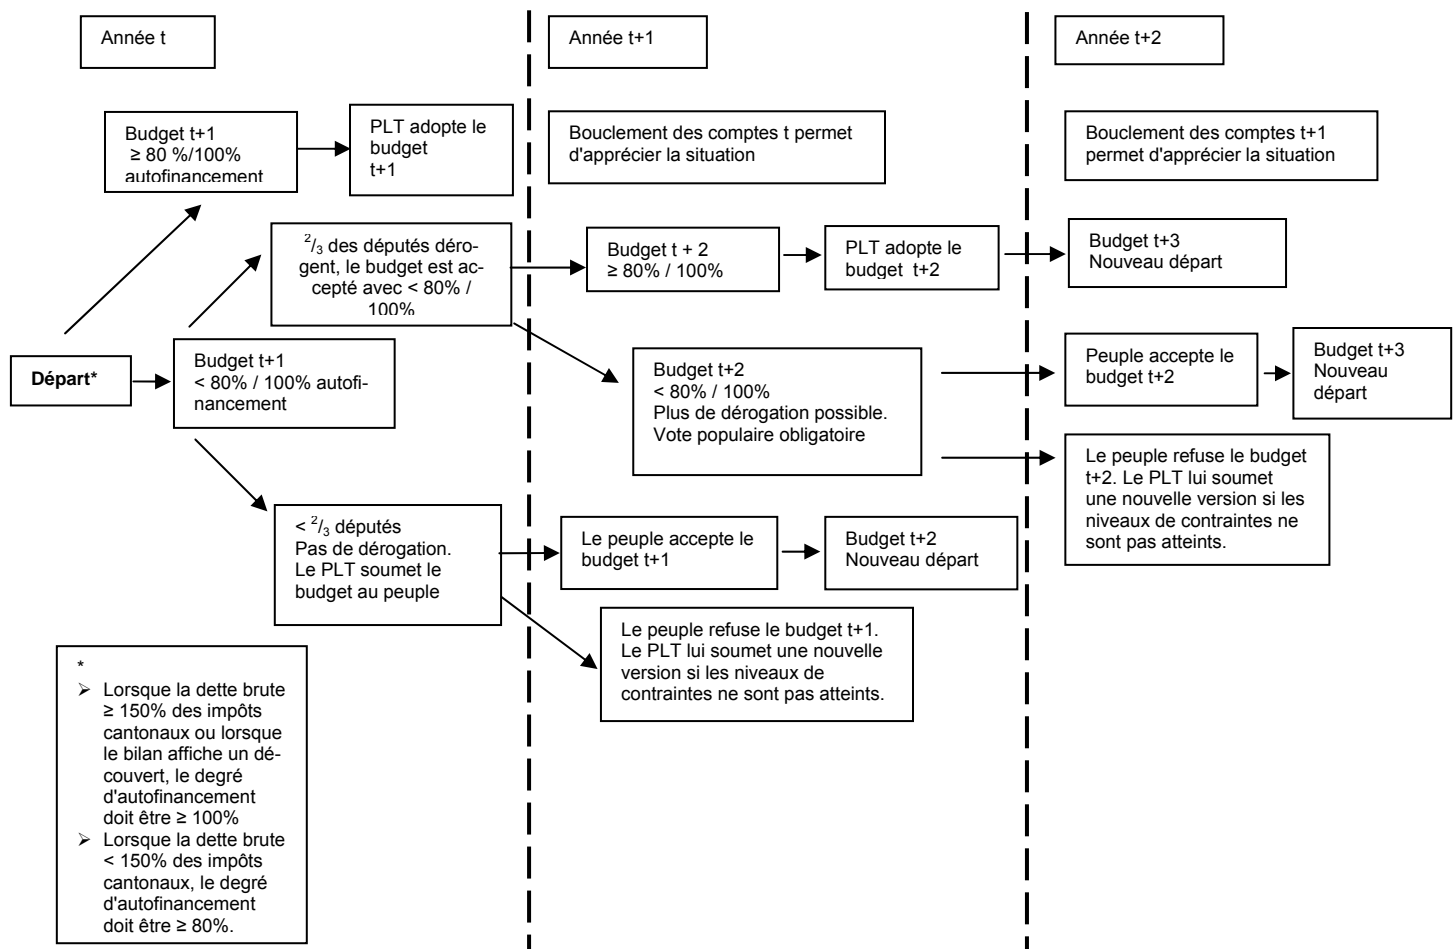 Année t
Année t+1
Année t+2
Budget t+1
≥ 80 %/100%
autofinancement
PLT adopte le
budget
t+1
Bouclement des comptes t permet
d'apprécier la situation
Bouclement des comptes t+1
permet d'apprécier la situation
2/3 des députés déro-
gent, le budget est ac-
cepté avec < 80% /
100%
Budget t + 2
≥ 80% / 100%
PLT adopte le
budget t+2
Budget t+3
Nouveau départ
Départ*
Budget t+1
< 80% / 100% autofi-
nancement
Budget t+2
< 80% / 100%
Plus de dérogation possible.
Vote populaire obligatoire
Peuple accepte le
budget t+2
Budget t+3
Nouveau
départ
Le peuple refuse le budget
t+2. Le PLT lui soumet
une nouvelle version si les
niveaux de contraintes ne
sont pas atteints.
< 2/3 députés
Pas de dérogation.
Le PLT soumet le
budget au peuple
Le peuple accepte le
budget t+1
Budget t+2
Nouveau départ
Le peuple refuse le budget t+1.
Le PLT lui soumet une nouvelle
version si les niveaux de
contraintes ne sont pas atteints.
*
➢ Lorsque la dette brute
≥ 150% des impôts
cantonaux ou lorsque
le bilan affiche un dé-
couvert, le degré
d'autofinancement
doit être ≥ 100%
➢ Lorsque la dette brute
< 150% des impôts
cantonaux, le degré
d'autofinancement
doit être ≥ 80%.